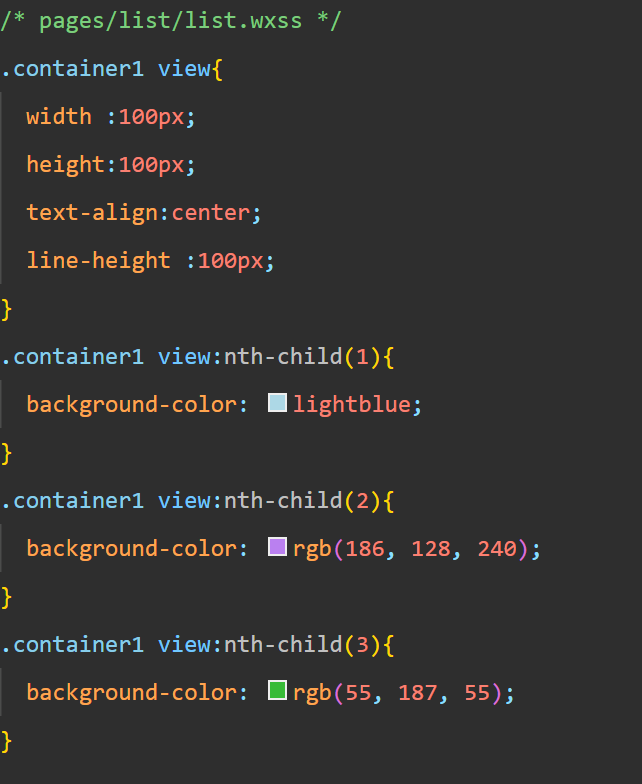 /* pages/list/list.wxss */
.container1 view{
width :100px;
height:100px;
text-align:center;
line-height :100px;
}
.container1 view:nth-child(1){
background-color: lightblue;
}
.container1 view:nth-child(2){
background-color: rgb(186, 128, 240);
}
.container1 view:nth-child(3){
background-color: rgb(55, 187, 55);
}